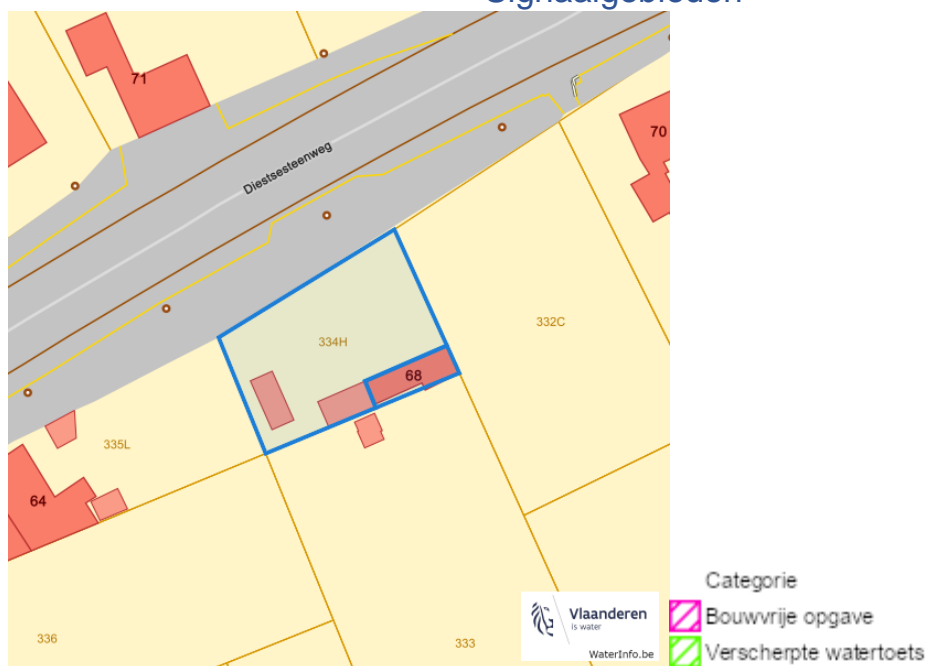 Signaalgebieden
71
70
Diestsesteenweg
332C
334H
68
335L
64
336
333
Vlaanderen
is water
WaterInfo.be
Categorie
Bouwvrije opgave
Verscherpte watertoets